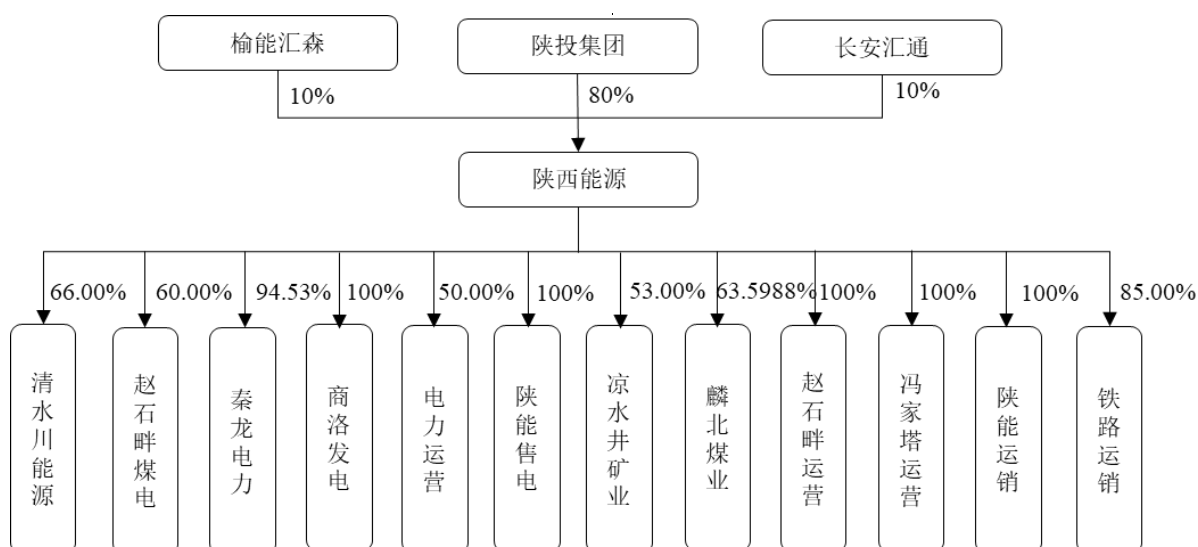 榆能汇森
陕投集团
长安汇通
10%
80%
10%
陕西能源
66.00%
60.00%
94.53%
100%
50.00%
100%
53.00%
63.5988%
100%
100%
100%
85.00%
清水川能源
赵石畔煤电
秦龙电力
商洛发电
电力运营
陕能售电
凉水井矿业
麟北煤业
赵石畔运营
冯家塔运营
陕能运销
铁路运销